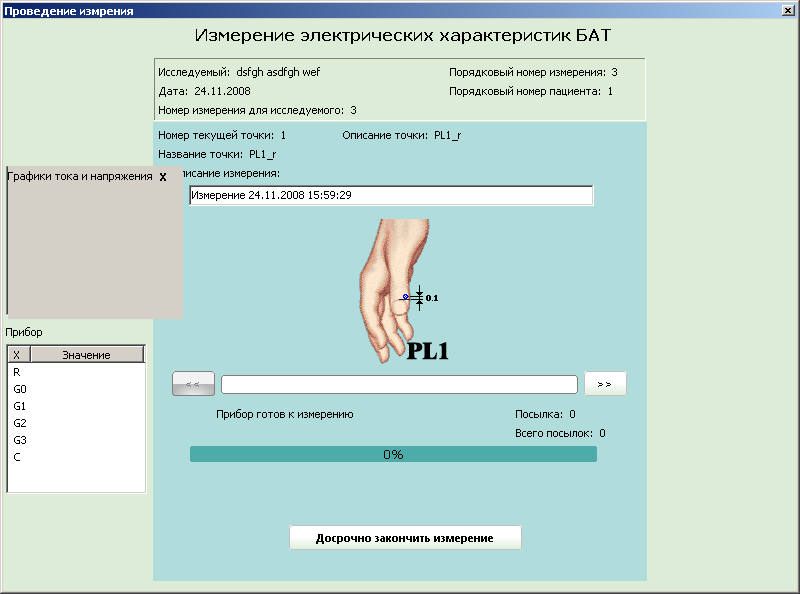 Проведение измрения
Измерение электрических характеристик БАТ
Исследуемый: dsfgh asdfgh wef
Порядковый номер измерения: 3
Дата: 24.11.2008
Порядковый номер пациента: 1
Номер измерения для исследуемого: 3
Номер текущей точки: 1
Описание точки: PL1_r
Название точки: PL1_r
Графики тока и напряжения X
писание измерения:
Измерение 24.11.2008 15:59:29
0.1
PL1
Прибор
X Значение
R
G0
G1
G2
G3
C
<<
>>
Прибор готов к измерению
Посылка: 0
Всего посылок: 0
0%
Досрочно закончить измерение